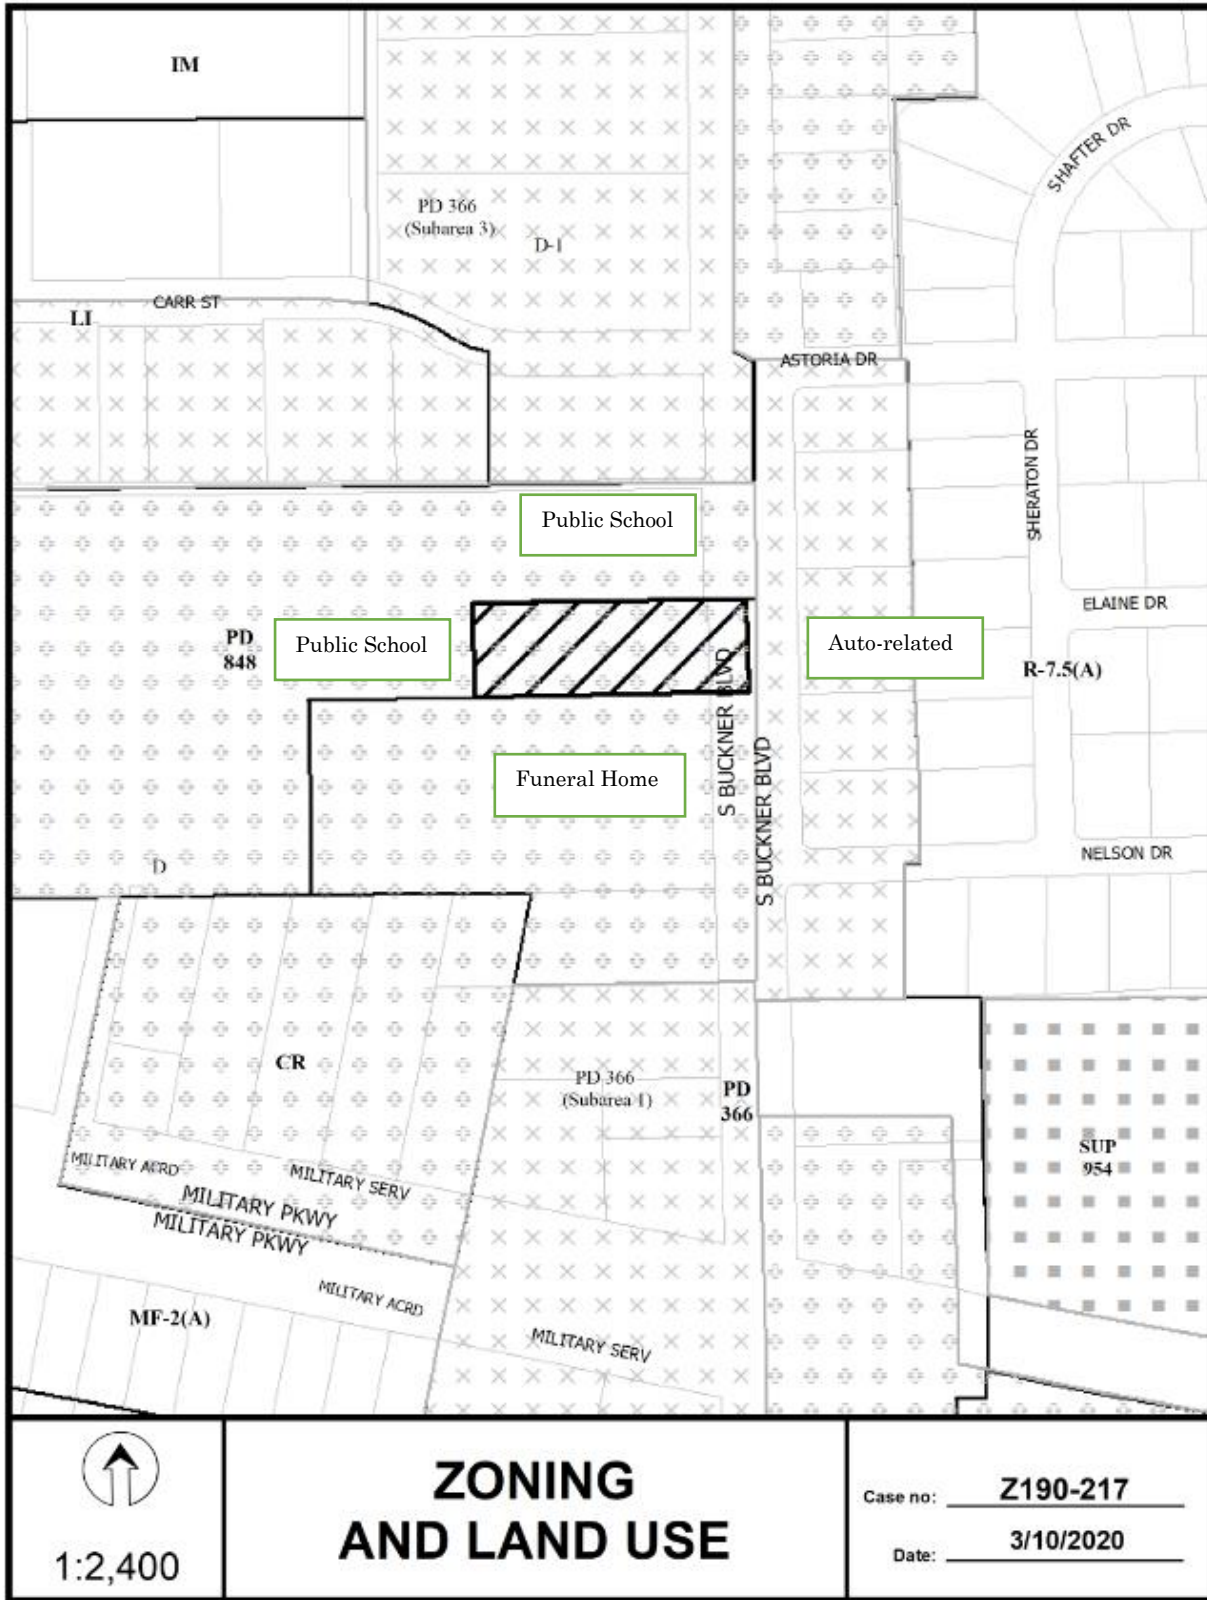 IM
SHAFTER DR
PD 366
(Subarea 3)
D-1
CARR ST
LI
ASTORIA DR
SHERATON DR
Public School
ELAINE DR
PD
848
Public School
Auto-related
R-7.5(A)
S BUCKNER BLVD
S BUCKNER BLVD
Funeral Home
NELSON DR
D
CR
PD 366
(Subarea 1)
PD
366
SUP
954
MILITARY ACRD
MILITARY SERV
MILITARY PKWY
MILITARY PKWY
MILITARY ACRD
MF-2(A)
MILITARY SERV
1:2,400
ZONING
AND LAND USE
Case no: Z190-217
Date: 3/10/2020